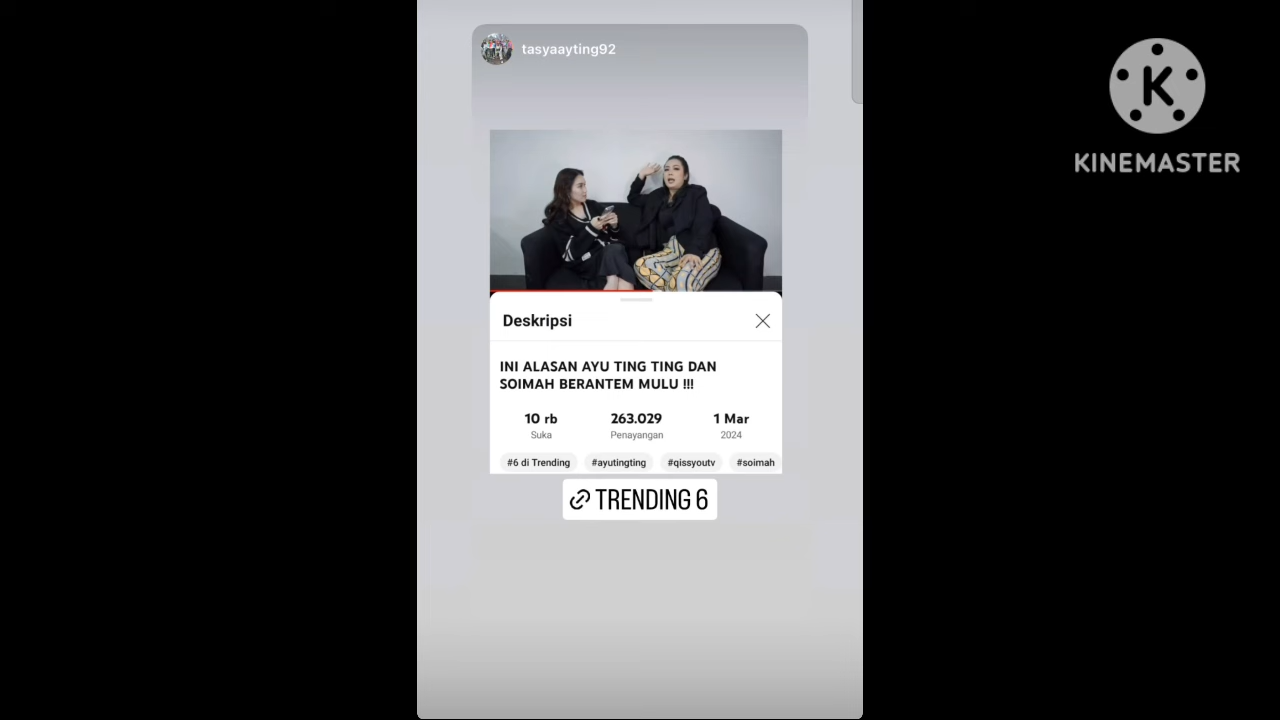 tasyaayting92
KINEMASTER
Deskripsi
INI ALASAN AYU TING TING DAN
SOIMAH BERANTEM MULU !!!
10 rb 263.029 1 Mar
Suka Penayangan 2024
#6 di Trending #ayutingting #qissyoutv #soimah
TRENDING 6